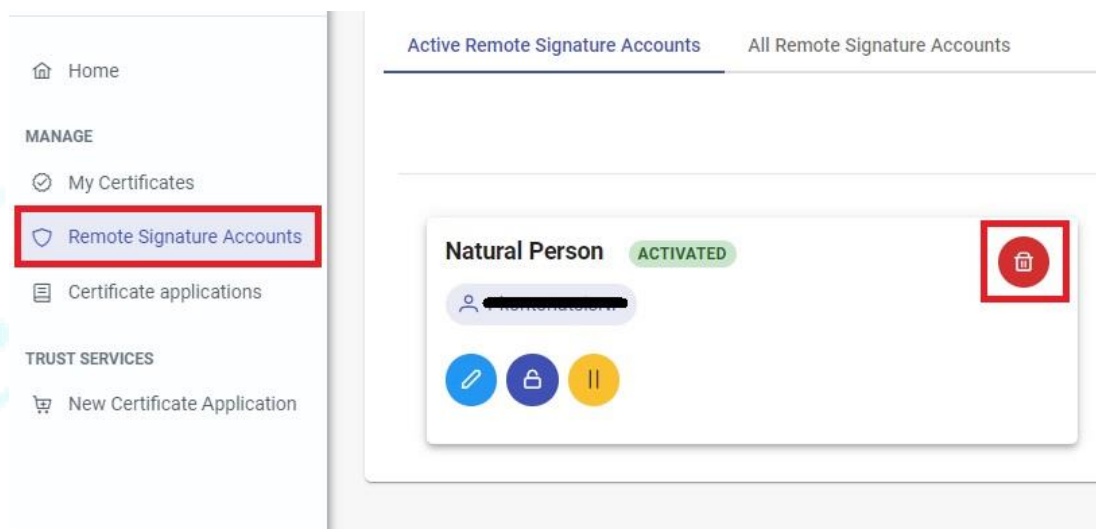 Home
MANAGE
My Certificates
Remote Signature Accounts
Certificate applications
TRUST SERVICES
New Certificate Application
Active Remote Signature Accounts
All Remote Signature Accounts
Natural Person
ACTIVATED